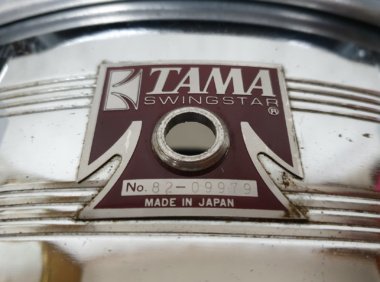 TAMA
SWINGSTAR®
No. 82-09979
MADE IN JAPAN